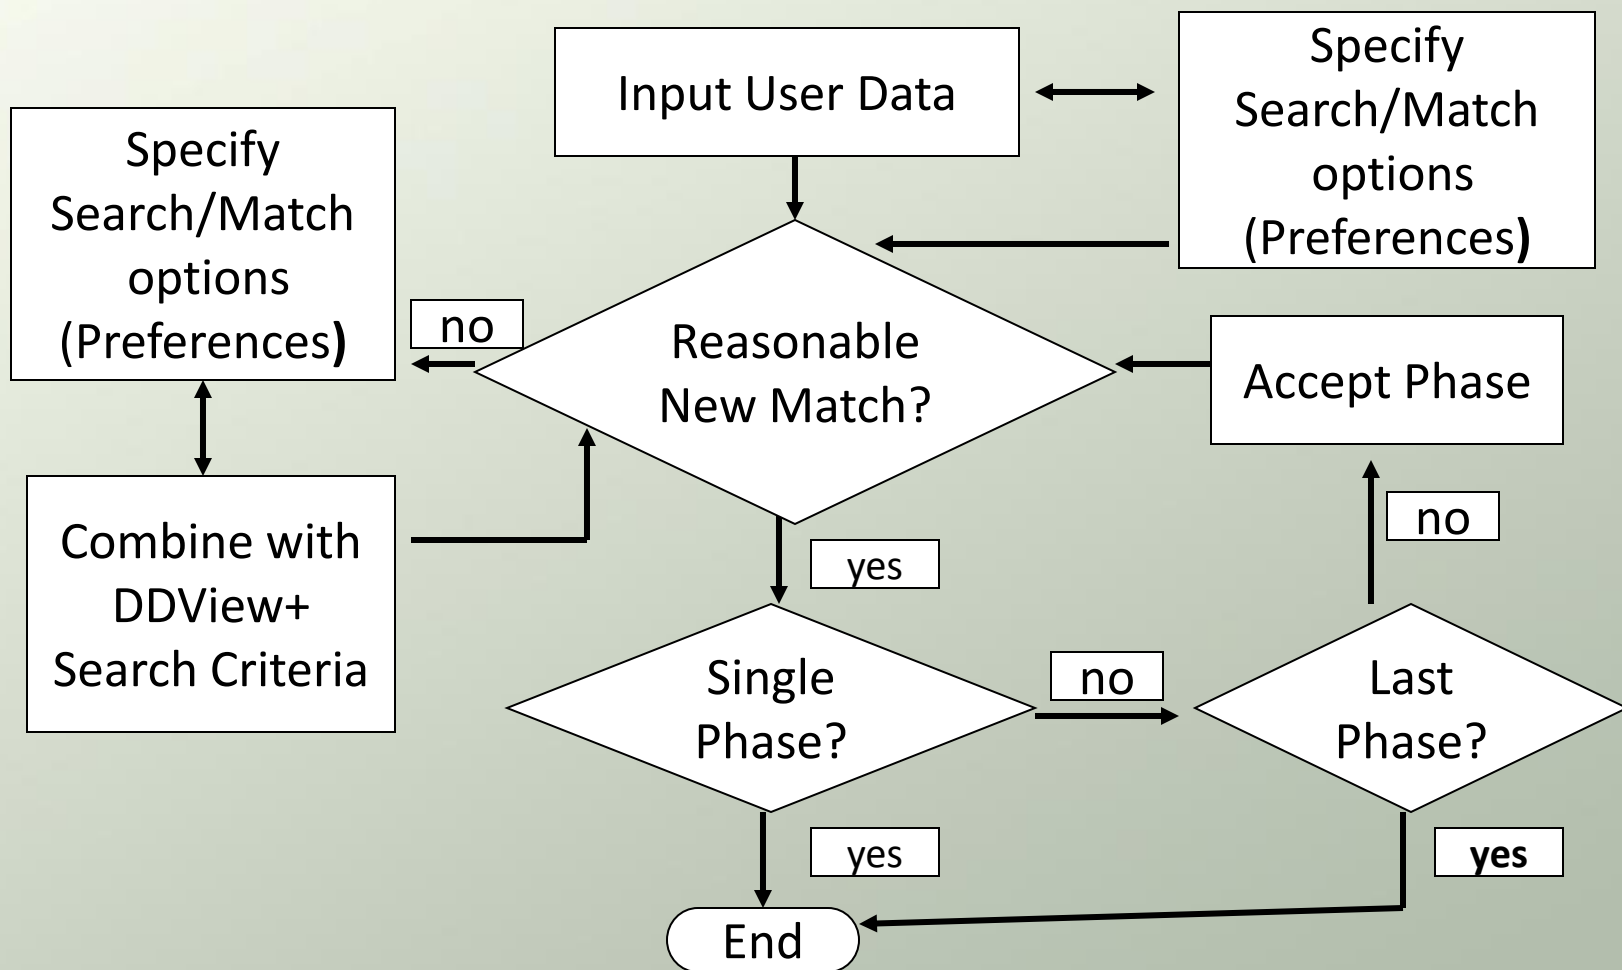 Input User Data
Specify
Search/Match
options
(Preferences)
Specify
Search/Match
options
(Preferences)
no
Reasonable
New Match?
Accept Phase
no
Combine with
DDView+
Search Criteria
yes
Single
Phase?
no
Last
Phase?
yes
yes
End